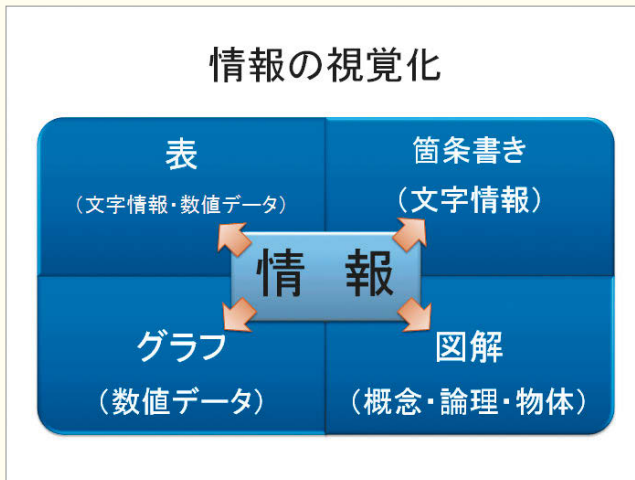 情報の視覚化
表
(文字情報・数値データ)
箇条書き
(文字情報)
情 報
グラフ
(数値データ)
図解
(概念・論理・物体)